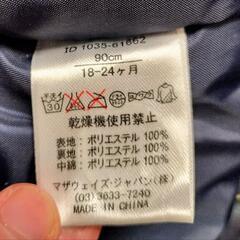 ID 1035-61862
90cm
18-24ヶ月
乾燥機使用禁止
表地：ポリエステル 100%
裏地：ポリエステル 100%
中綿：ポリエステル 100%
マザウェイズ・ジャパン(株)
(03) 3633-7240
MADE IN CHINA